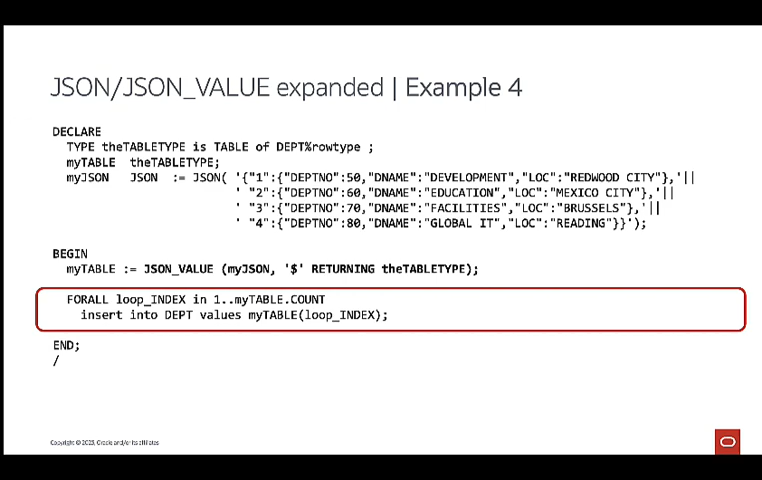 JSON/JSON_VALUE expanded | Example 4
DECLARE
TYPE theTABLETYPE is TABLE of DEPT%rowtype ;
myTABLE theTABLETYPE;
myJSON JSON := JSON( '{"1":{"DEPTNO":50,"DNAME":"DEVELOPMENT","LOC":"REDWOOD CITY"},'||
' "2":{"DEPTNO":60,"DNAME":"EDUCATION","LOC":"MEXICO CITY"},'||
' "3":{"DEPTNO":70,"DNAME":"FACILITIES","LOC":"BRUSSELS"},'||
' "4":{"DEPTNO":80,"DNAME":"GLOBAL IT","LOC":"READING"}}');
BEGIN
myTABLE := JSON_VALUE (myJSON, '$' RETURNING theTABLETYPE);
FORALL loop_INDEX in 1..myTABLE.COUNT
insert into DEPT values myTABLE(loop_INDEX);
END;
/
Copyright © 2023, Oracle and/or its affiliates